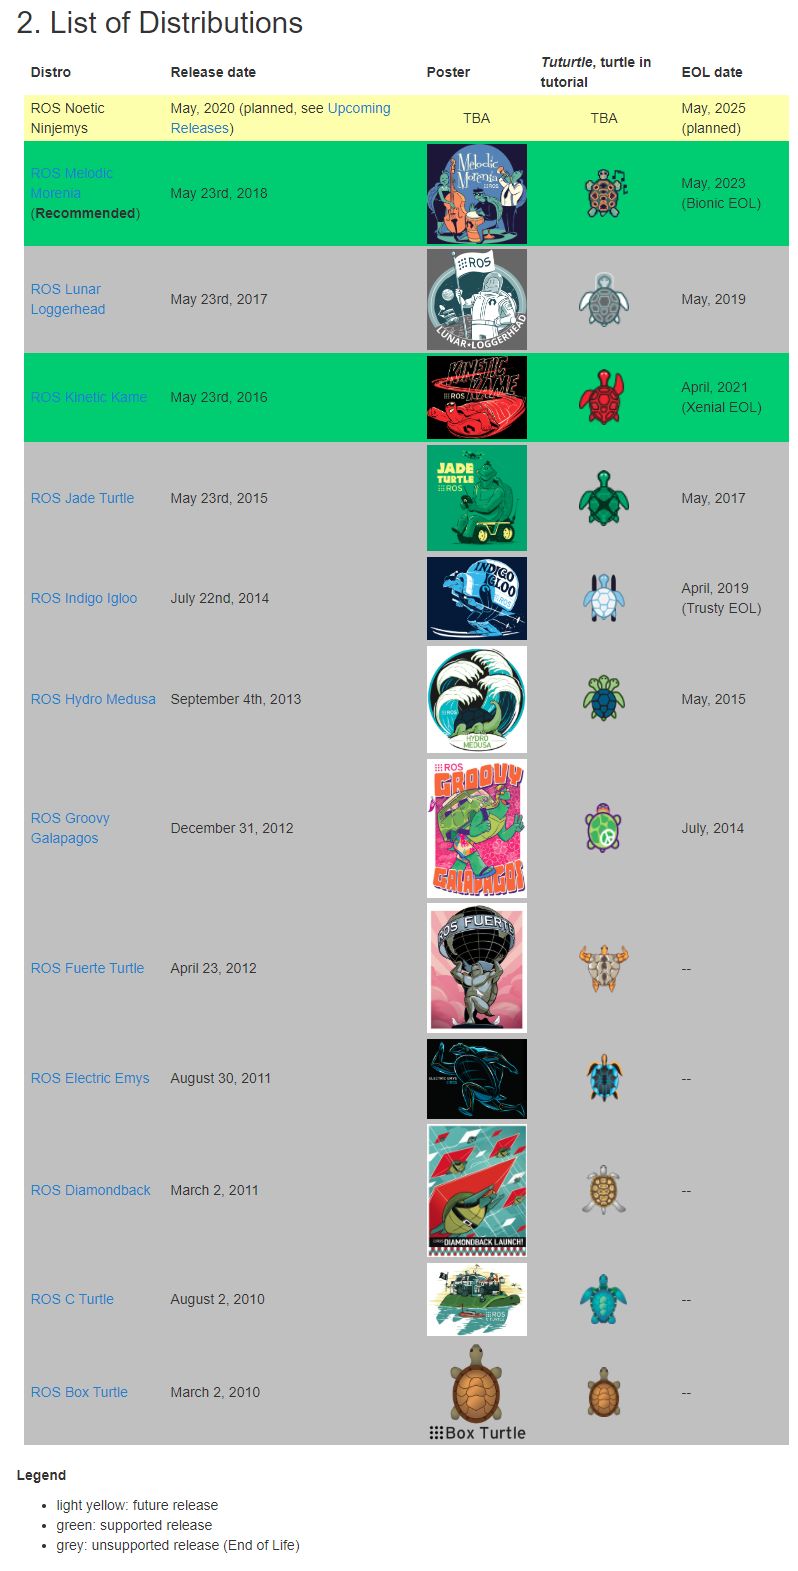 2. List of Distributions
Distro Release date Poster Tuturtle, turtle in tutorial EOL date
ROS Noetic Ninjemys May, 2020 (planned, see Upcoming Releases) TBA TBA May, 2025 (planned)
ROS Melodic Morenia (Recommended) May 23rd, 2018 Melodic Morenia ROS May, 2023 (Bionic EOL)
ROS Lunar Loggerhead May 23rd, 2017 ROS LUNAR LOGGERHEAD May, 2019
ROS Kinetic Kame May 23rd, 2016 KINETIC KAME ROS April, 2021 (Xenial EOL)
ROS Jade Turtle May 23rd, 2015 JADE TURTLE ROS May, 2017
ROS Indigo Igloo July 22nd, 2014 INDIGO IGLOO ROS April, 2019 (Trusty EOL)
ROS Hydro Medusa September 4th, 2013 ROS HYDRO MEDUSA May, 2015
ROS Groovy Galapagos December 31, 2012 ROS GROOVY GALAPAGOS July, 2014
ROS Fuerte Turtle April 23, 2012 ROS FUERTE --
ROS Electric Emys August 30, 2011 ELECTRIC EMYS --
ROS Diamondback March 2, 2011 DIAMONDBACK LAUNCH! --
ROS C Turtle August 2, 2010 ROS C TURTLE --
ROS Box Turtle March 2, 2010 Box Turtle --
Legend
light yellow: future release
green: supported release
grey: unsupported release (End of Life)